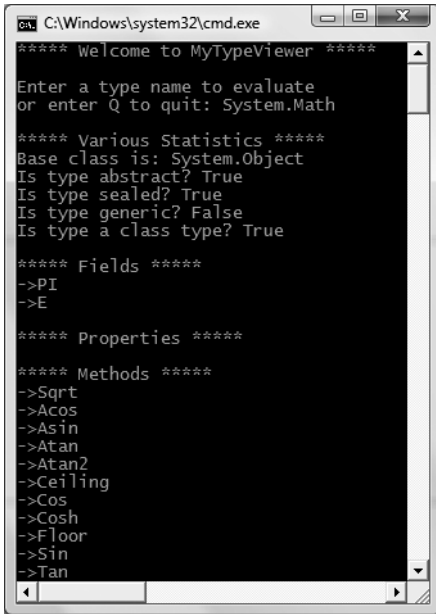 C:\Windows\system32\cmd.exe
***** Welcome to MyTypeViewer *****
Enter a type name to evaluate
or enter Q to quit: System.Math
***** Various Statistics *****
Base class is: System.Object
Is type abstract? True
Is type sealed? True
Is type generic? False
Is type a class type? True
***** Fields *****
->PI
->E
***** Properties *****
***** Methods *****
->Sqrt
->Acos
->Asin
->Atan
->Atan2
->Ceiling
->Cos
->Cosh
->Floor
->Sin
->Tan